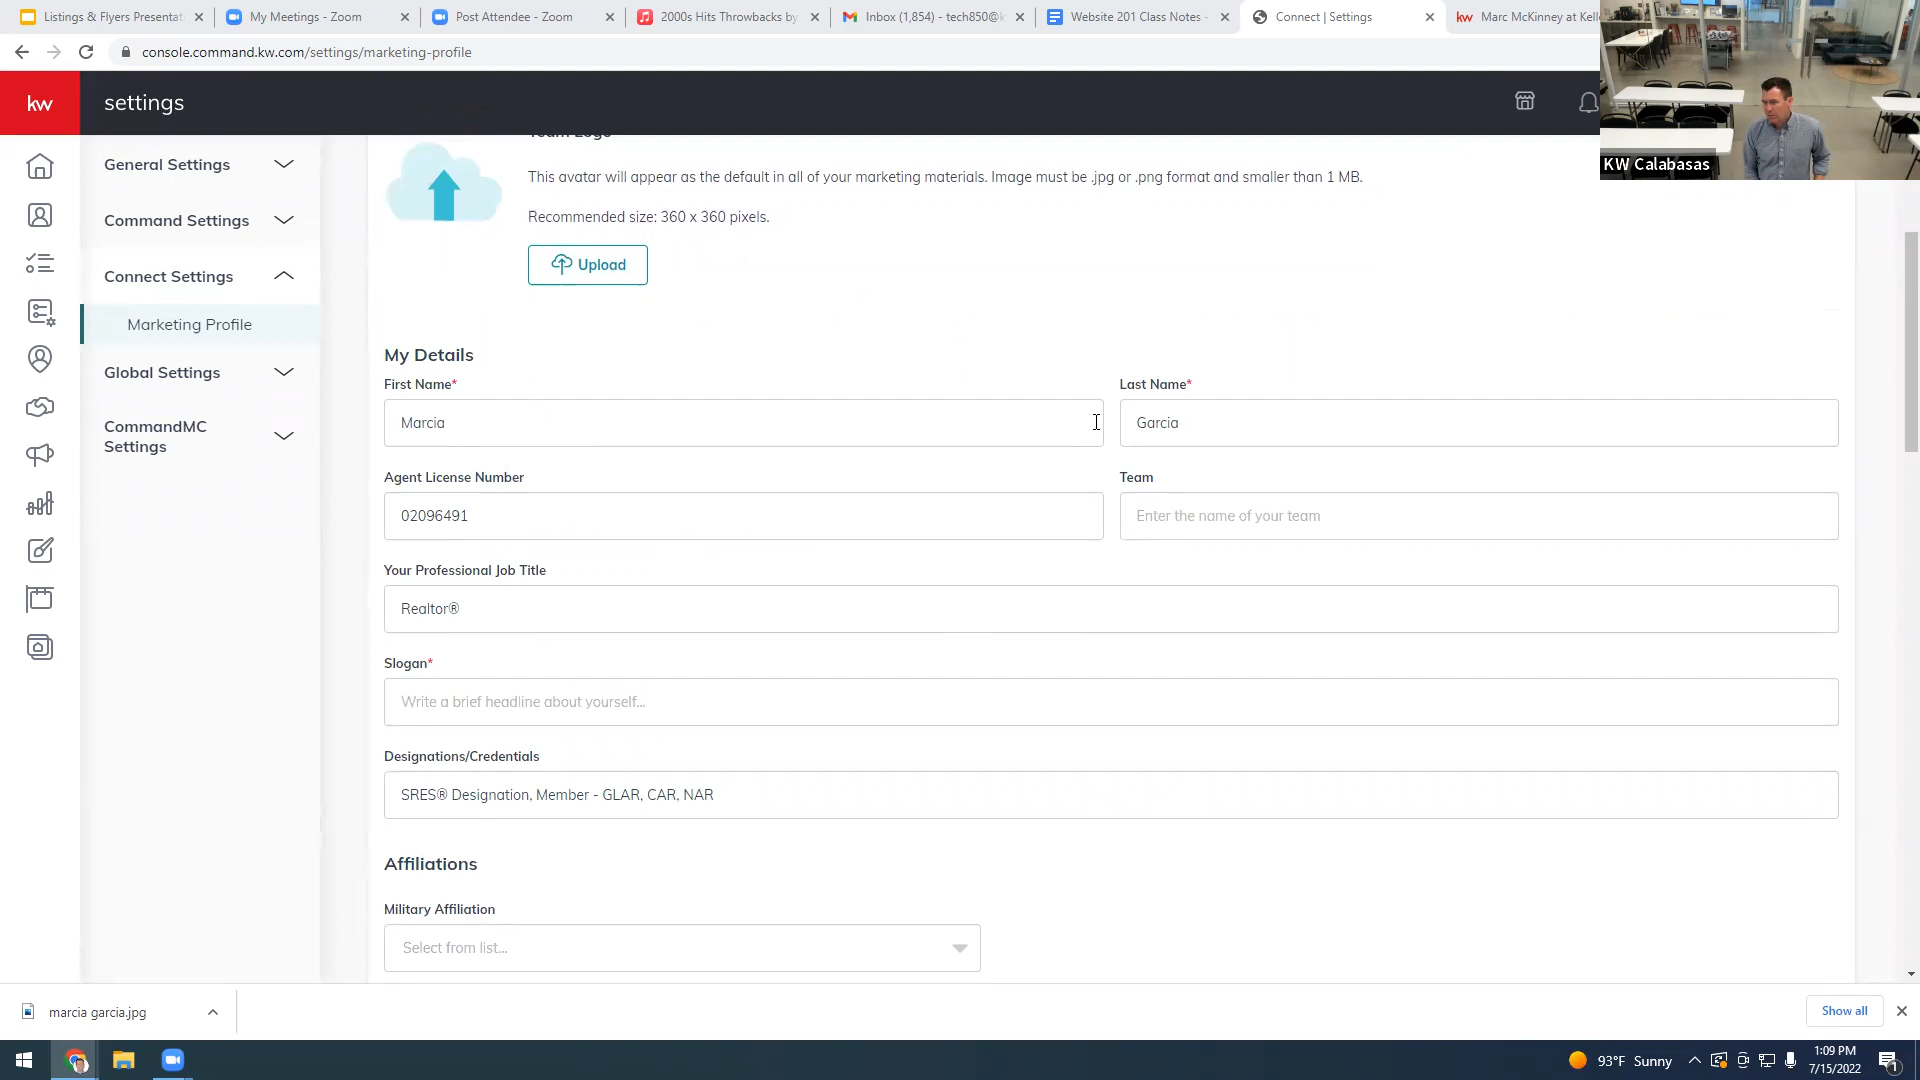 Listings & Flyers Presentat
My Meetings - Zoom
Post Attendee - Zoom
2000s Hits Throwbacks by
Inbox (1,854) - tech850@k
Website 201 Class Notes -
Connect | Settings
kw Marc McKinney at Kell
console.command.kw.com/settings/marketing-profile
kw
settings
KW Calabasas
General Settings
Command Settings
Connect Settings
Marketing Profile
Global Settings
CommandMC
Settings
Team Logo
This avatar will appear as the default in all of your marketing materials. Image must be .jpg or .png format and smaller than 1 MB.
Recommended size: 360 x 360 pixels.
Upload
My Details
First Name*
Last Name*
Marcia
Garcia
Agent License Number
Team
02096491
Enter the name of your team
Your Professional Job Title
Realtor®
Slogan*
Write a brief headline about yourself...
Designations/Credentials
SRES® Designation, Member - GLAR, CAR, NAR
Affiliations
Military Affiliation
Select from list...
marcia garcia.jpg
Show all
93°F Sunny
1:09 PM
7/15/2022
1